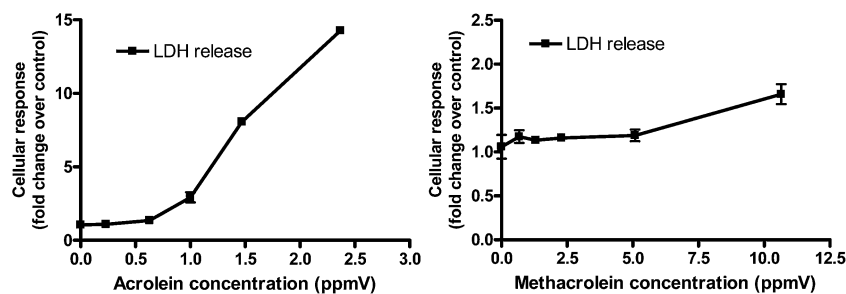 Cellular response
(fold change over control)
15
10
5
0
LDH release
0.0 0.5 1.0 1.5 2.0 2.5 3.0
Acrolein concentration (ppmV)
Cellular response
(fold change over control)
2.5
2.0
1.5
1.0
0.5
0.0
LDH release
0.0 2.5 5.0 7.5 10.0 12.5
Methacrolein concentration (ppmV)